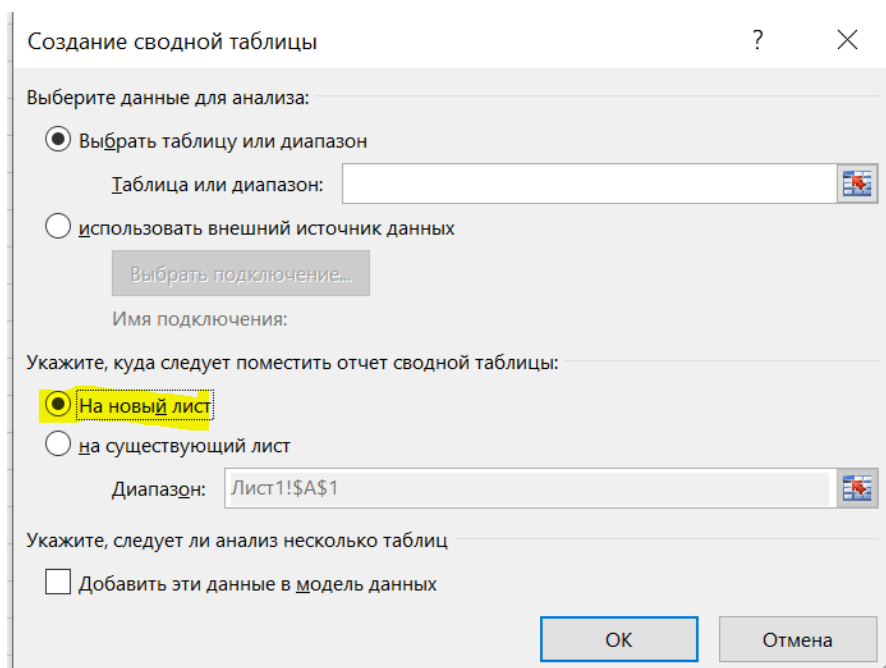 Создание сводной таблицы ?
Выберите данные для анализа:
Выбрать таблицу или диапазон
Таблица или диапазон:
использовать внешний источник данных
Выбрать подключение...
Имя подключения:
Укажите, куда следует поместить отчет сводной таблицы:
На новый лист
на существующий лист
Диапазон: Лист1!$A$1
Укажите, следует ли анализ несколько таблиц
Добавить эти данные в модель данных
ОК Отмена